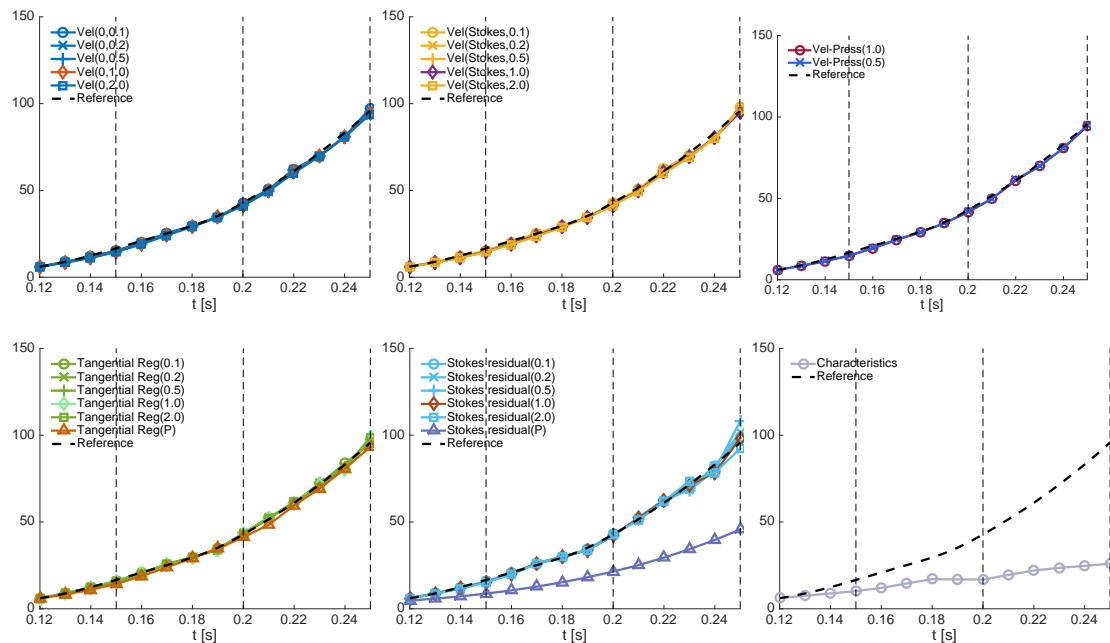 150
Vel(0,0.1)
Vel(0,0.2)
Vel(0,0.5)
Vel(0,1.0)
Vel(0,2.0)
Reference
100
50
0
0.12 0.14 0.16 0.18 0.2 0.22 0.24
t [s]
150
Vel(Stokes,0.1)
Vel(Stokes,0.2)
Vel(Stokes,0.5)
Vel(Stokes,1.0)
Vel(Stokes,2.0)
Reference
100
50
0
0.12 0.14 0.16 0.18 0.2 0.22 0.24
t [s]
150
Vel-Press(1.0)
Vel-Press(0.5)
Reference
100
50
0
0.12 0.14 0.16 0.18 0.2 0.22 0.24
t [s]
150
Tangential Reg(0.1)
Tangential Reg(0.2)
Tangential Reg(0.5)
Tangential Reg(1.0)
Tangential Reg(2.0)
Tangential Reg(P)
Reference
100
50
0
0.12 0.14 0.16 0.18 0.2 0.22 0.24
t [s]
150
Stokes residual(0.1)
Stokes residual(0.2)
Stokes residual(0.5)
Stokes residual(1.0)
Stokes residual(2.0)
Stokes residual(P)
Reference
100
50
0
0.12 0.14 0.16 0.18 0.2 0.22 0.24
t [s]
150
Characteristics
Reference
100
50
0
0.12 0.14 0.16 0.18 0.2 0.22 0.24
t [s]